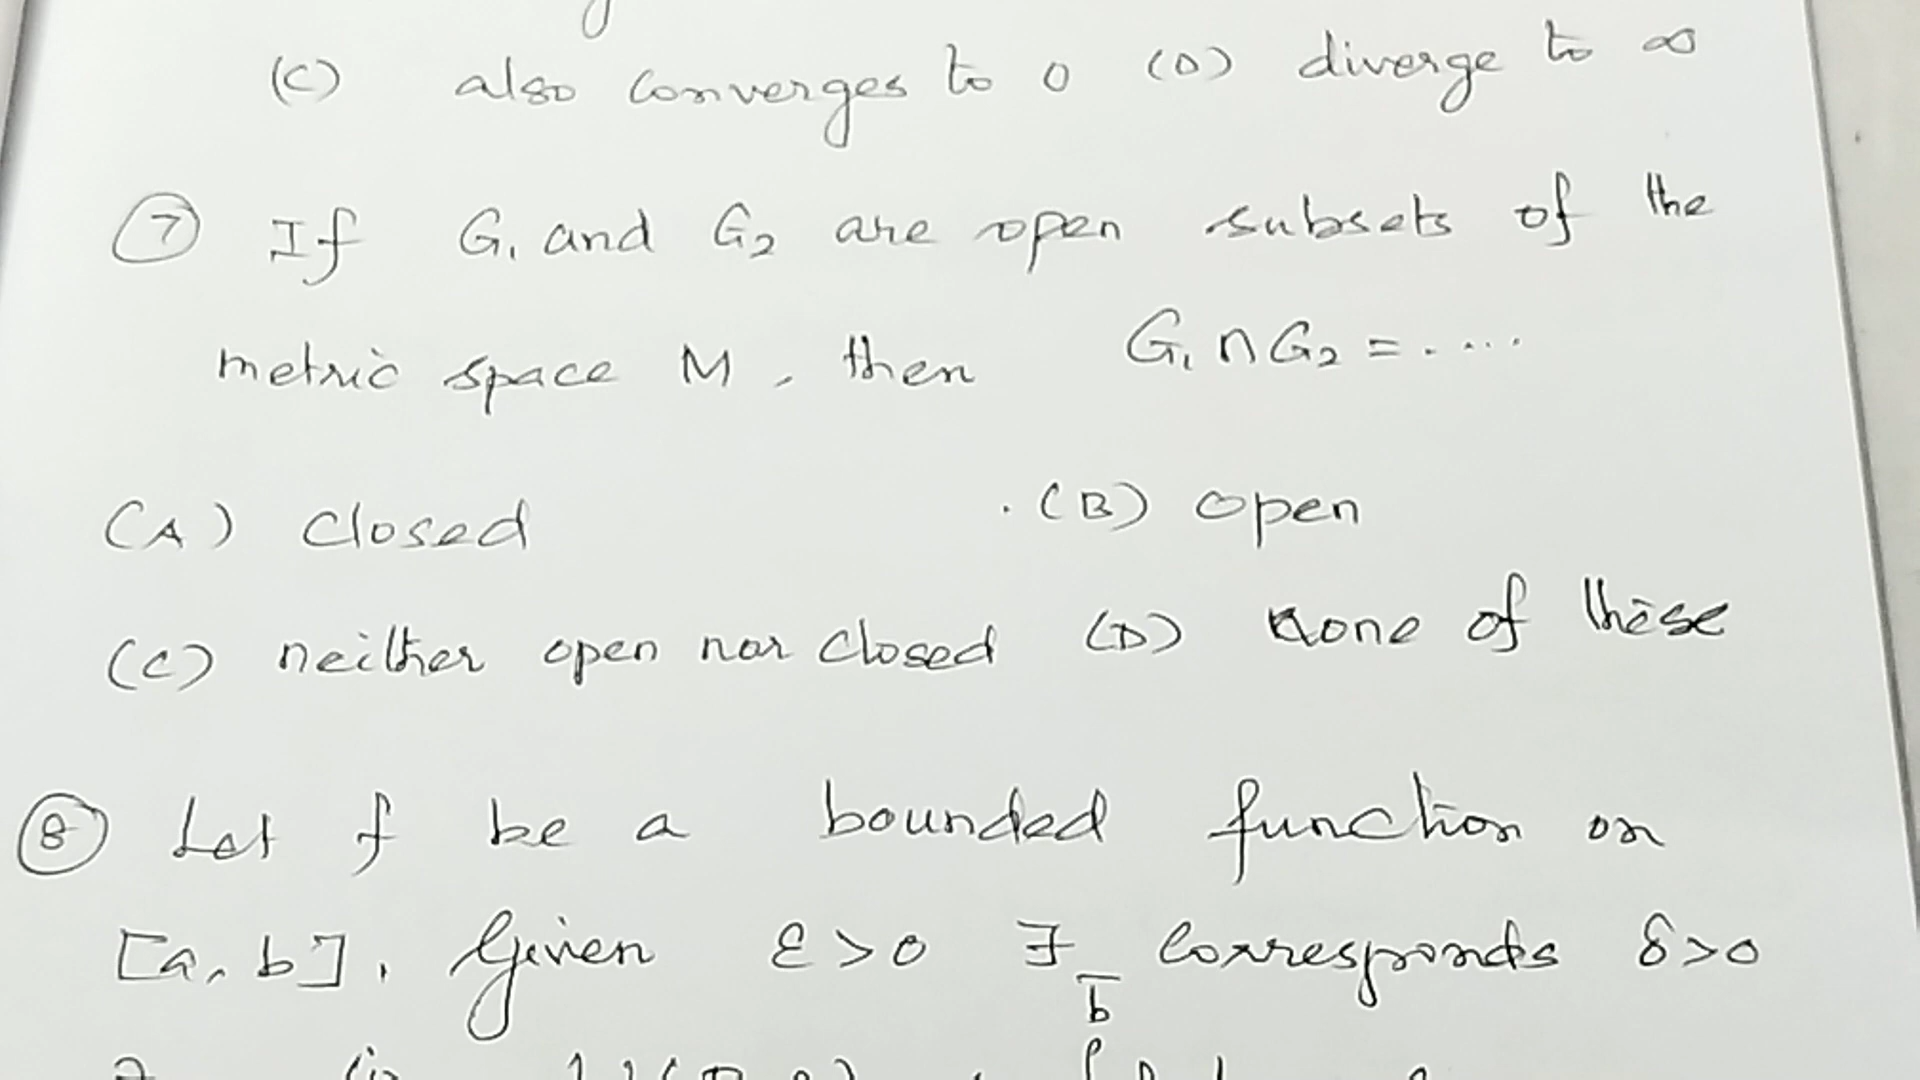 (C) also converges to 0 (D) diverge to ∞
⑦ If G₁ and G₂ are open subsets of the
metric space M, then G₁ ∩ G₂ = .....
(A) Closed .(B) open
(C) neither open nor closed (D) None of these
⑧ Let f be a bounded function on
[a, b]. Given ε>0 ∃ corresponds δ>0